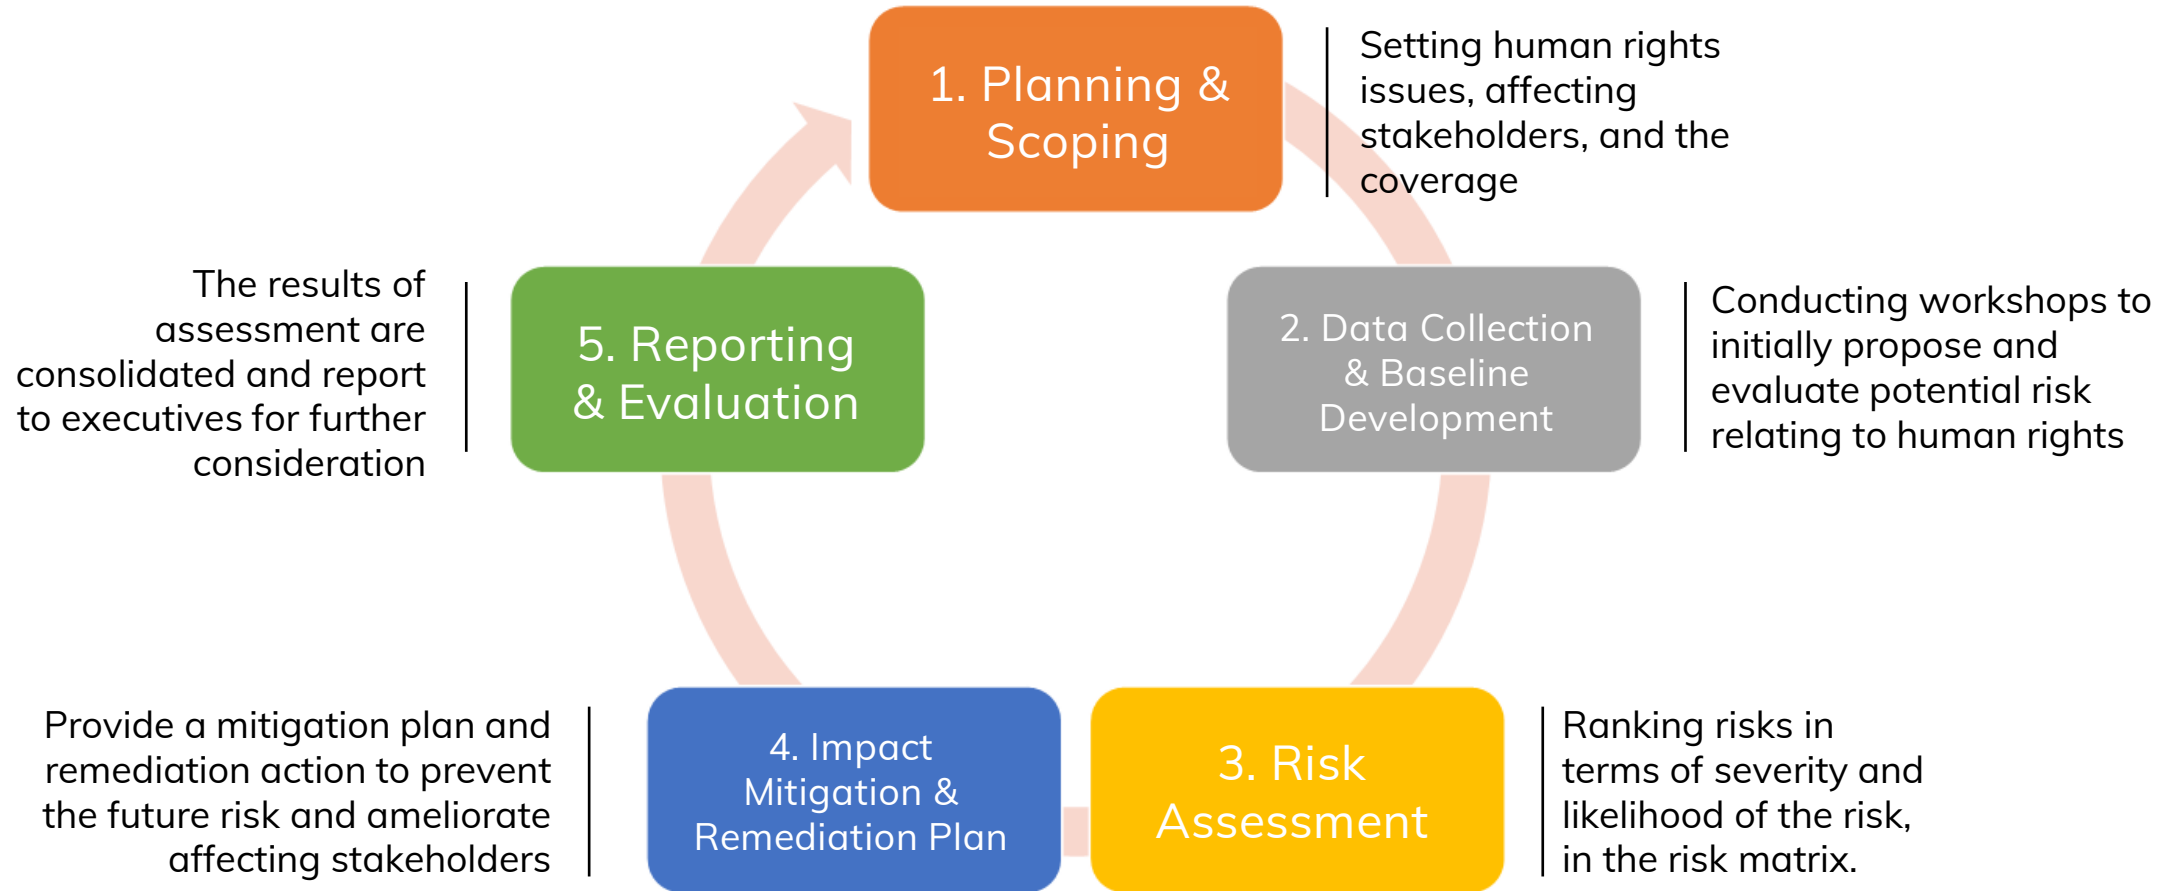 1. Planning &
Scoping
Setting human rights
issues, affecting
stakeholders, and the
coverage
2. Data Collection
& Baseline
Development
Conducting workshops to
initially propose and
evaluate potential risk
relating to human rights
3. Risk
Assessment
Ranking risks in
terms of severity and
likelihood of the risk,
in the risk matrix.
4. Impact
Mitigation &
Remediation Plan
Provide a mitigation plan and
remediation action to prevent
the future risk and ameliorate
affecting stakeholders
5. Reporting
& Evaluation
The results of
assessment are
consolidated and report
to executives for further
consideration